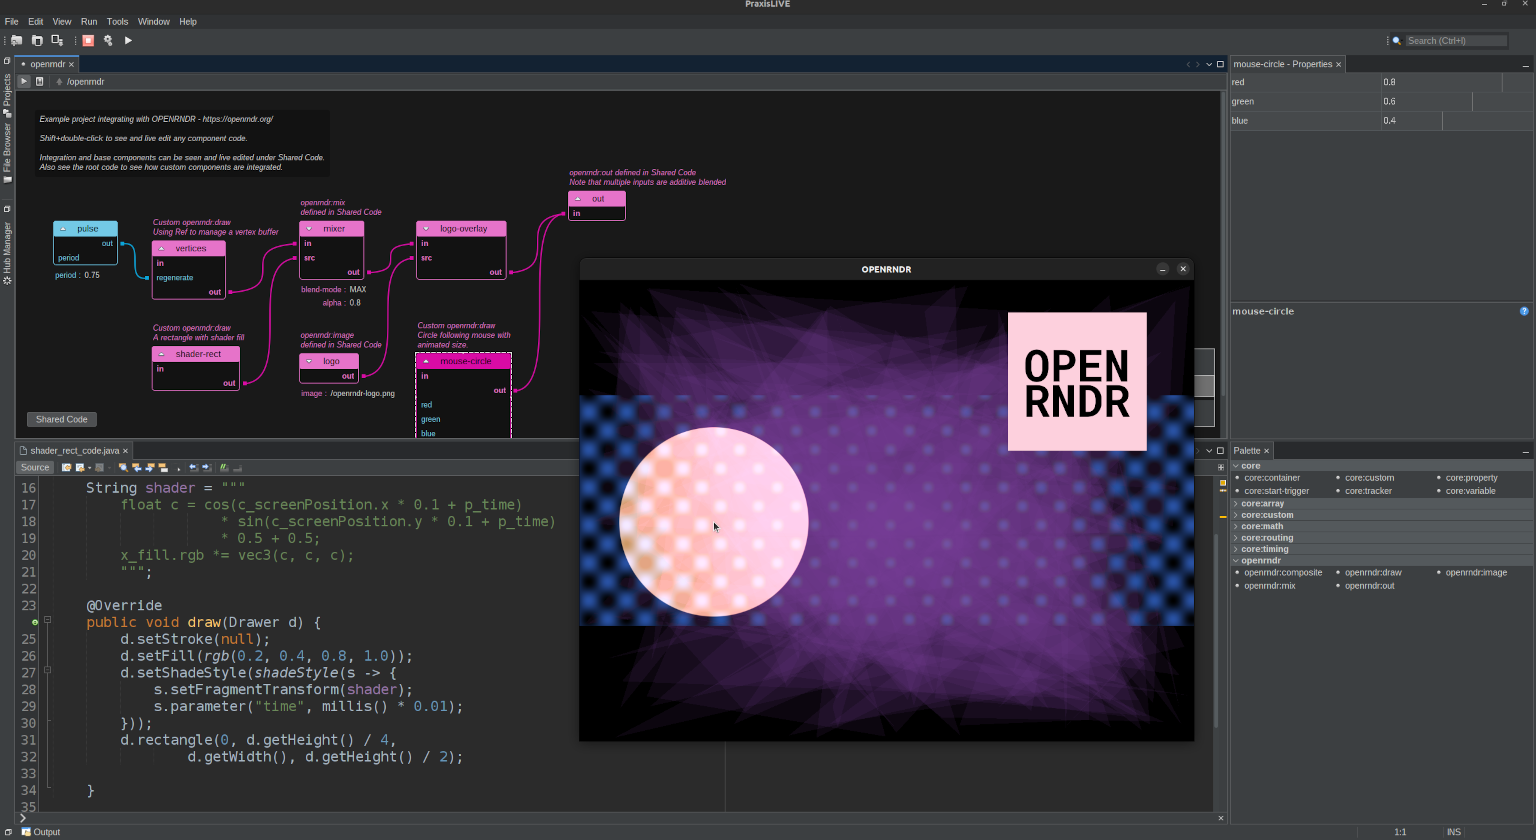 PraxisLIVE
File Edit View Run Tools Window Help
Search (Ctrl+I)
Projects
File Browser
Hub Manager
openrndr
/openrndr
Example project integrating with OPENRNDR - https://openrndr.org/
Shift+double-click to see and live edit any component code.
Integration and base components can be seen and live edited under Shared Code.
Also see the root code to see how custom components are integrated.
pulse
out
period
period : 0.75
Custom openrndr:draw
Using Ref to manage a vertex buffer
vertices
in
regenerate
out
Custom openrndr:draw
A rectangle with shader fill
shader-rect
in
out
openrndr:mix
defined in Shared Code
mixer
in
src
out
blend-mode : MAX
alpha : 0.8
openrndr:image
defined in Shared Code
logo
out
image : /openrndr-logo.png
logo-overlay
in
src
out
Custom openrndr:draw
Circle following mouse with
animated size.
mouse-circle
in
out
red
green
blue
openrndr:out defined in Shared Code
Note that multiple inputs are additive blended
out
in
Shared Code
OPENRNDR
OPEN
RNDR
mouse-circle - Properties
red 0.8
green 0.6
blue 0.4
mouse-circle
shader_rect_code.java
Source
16 String shader = """
17 float c = cos(c_screenPosition.x * 0.1 + p_time)
18 * sin(c_screenPosition.y * 0.1 + p_time)
19 * 0.5 + 0.5;
20 x_fill.rgb *= vec3(c, c, c);
21 """;
22
23 @Override
public void draw(Drawer d) {
25 d.setStroke(null);
26 d.setFill(rgb(0.2, 0.4, 0.8, 1.0));
27 d.setShadeStyle(shadeStyle(s -> {
28 s.setFragmentTransform(shader);
29 s.parameter("time", millis() * 0.01);
30 }));
31 d.rectangle(0, d.getHeight() / 4,
32 d.getWidth(), d.getHeight() / 2);
33
34 }
35
Palette
core
core:container core:custom core:property
core:start-trigger core:tracker core:variable
core:array
core:custom
core:math
core:routing
core:timing
openrndr
openrndr:composite openrndr:draw openrndr:image
openrndr:mix openrndr:out
Output
1:1 INS